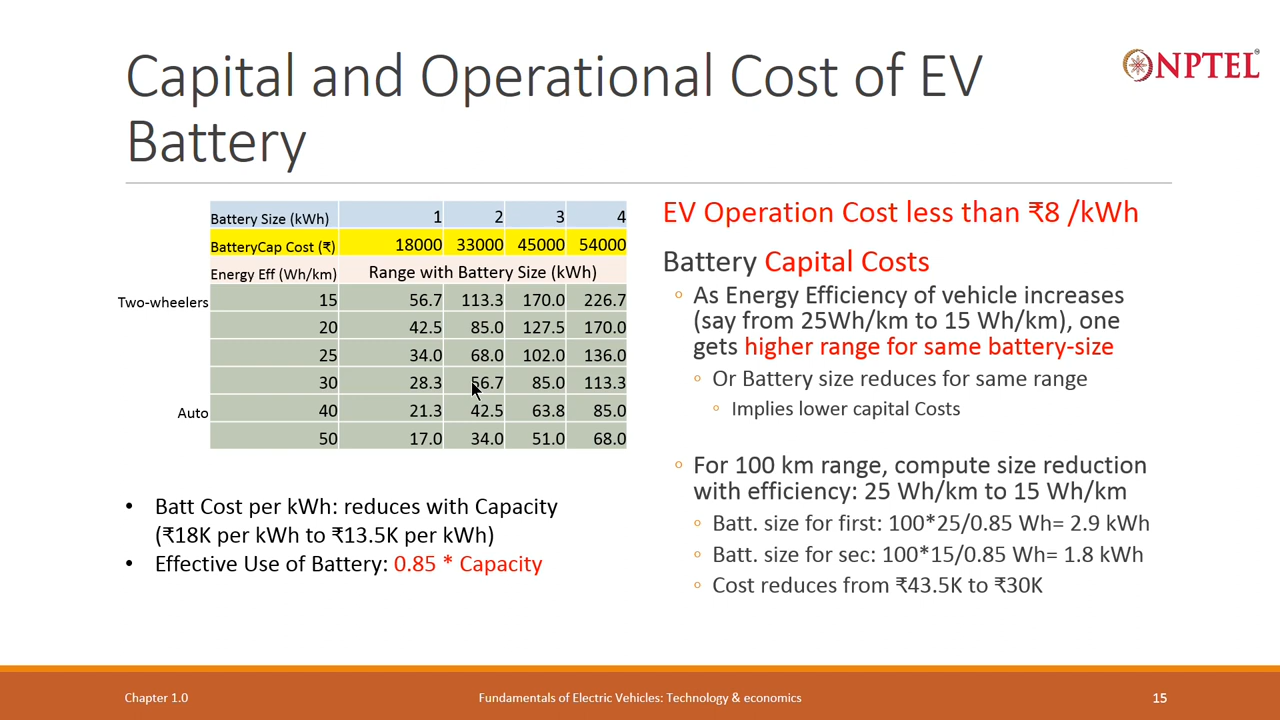 Capital and Operational Cost of EV
Battery
NPTEL
Battery Size (kWh) 1 2 3 4
BatteryCap Cost (₹) 18000 33000 45000 54000
Energy Eff (Wh/km) Range with Battery Size (kWh)
Two-wheelers 15 56.7 113.3 170.0 226.7
20 42.5 85.0 127.5 170.0
25 34.0 68.0 102.0 136.0
30 28.3 56.7 85.0 113.3
Auto 40 21.3 42.5 63.8 85.0
50 17.0 34.0 51.0 68.0
• Batt Cost per kWh: reduces with Capacity
(₹18K per kWh to ₹13.5K per kWh)
• Effective Use of Battery: 0.85 * Capacity
EV Operation Cost less than ₹8 /kWh
Battery Capital Costs
◦ As Energy Efficiency of vehicle increases
(say from 25Wh/km to 15 Wh/km), one
gets higher range for same battery-size
◦ Or Battery size reduces for same range
◦ Implies lower capital Costs
◦ For 100 km range, compute size reduction
with efficiency: 25 Wh/km to 15 Wh/km
◦ Batt. size for first: 100*25/0.85 Wh= 2.9 kWh
◦ Batt. size for sec: 100*15/0.85 Wh= 1.8 kWh
◦ Cost reduces from ₹43.5K to ₹30K
Chapter 1.0
Fundamentals of Electric Vehicles: Technology & economics
15